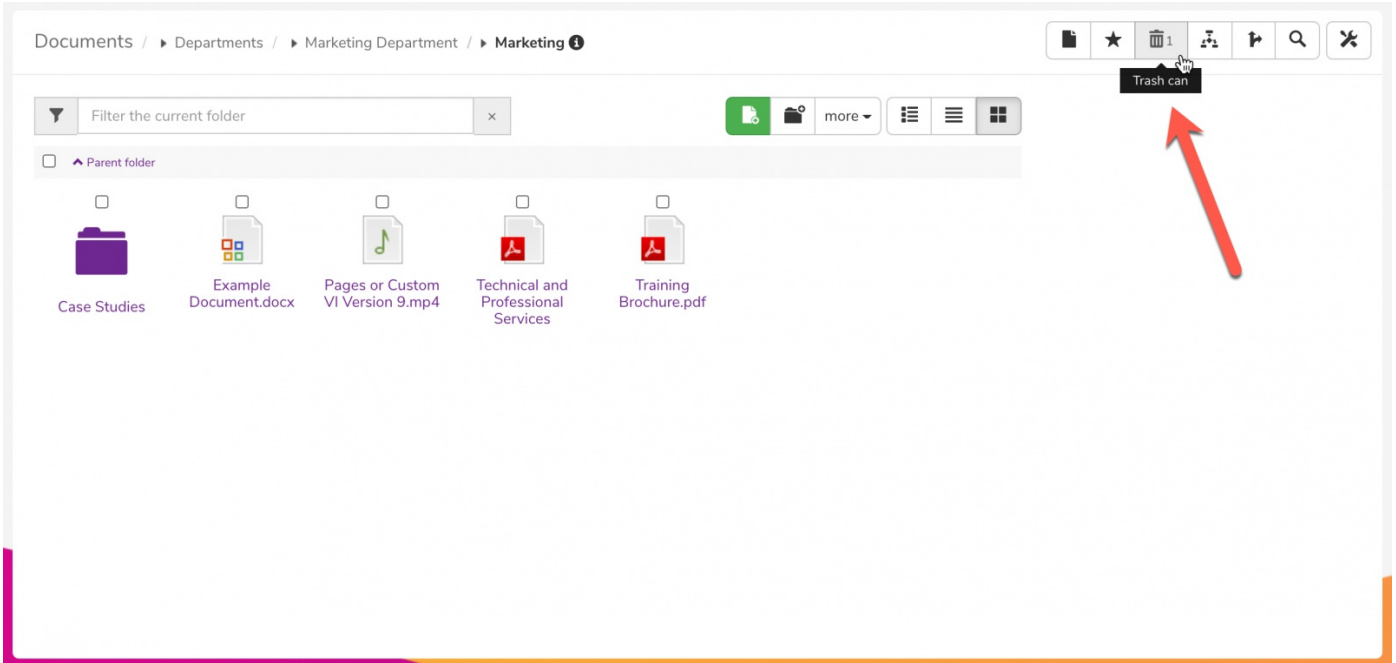 Documents / Departments / Marketing Department / Marketing
1
Trash can
Filter the current folder
×
more
Parent folder
Case Studies
Example
Document.docx
Pages or Custom
VI Version 9.mp4
Technical and
Professional
Services
Training
Brochure.pdf